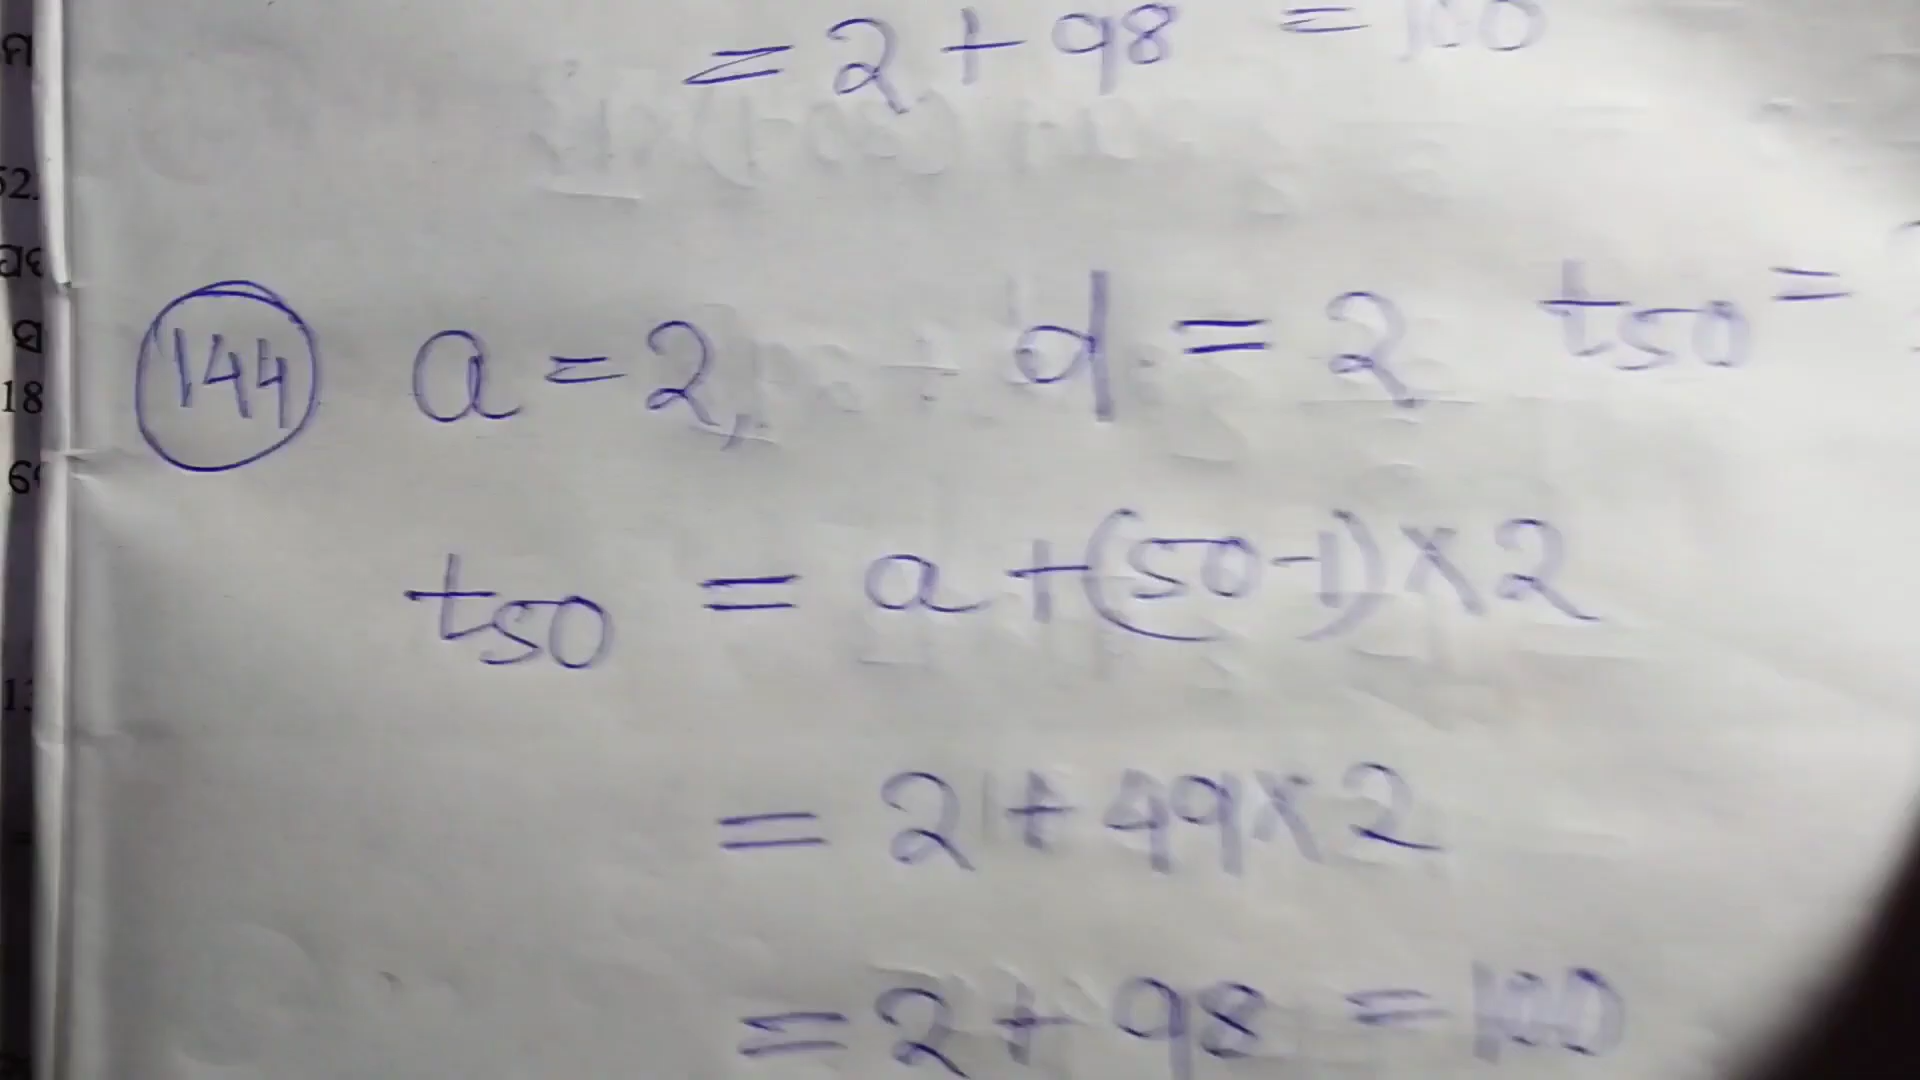 = 2 + 98 = 100
144 a = 2, d = 2 t50 =
t50 = a + (50-1) × 2
= 2 + 49 × 2
= 2 + 98 = 100